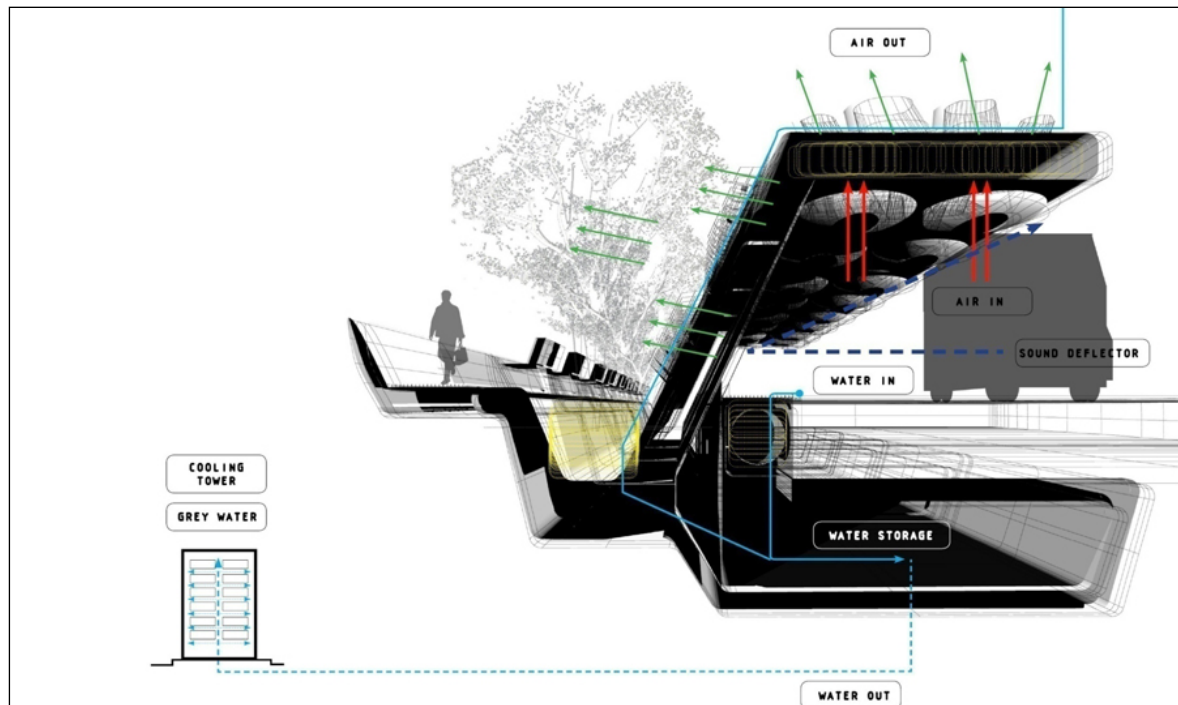 AIR OUT
AIR IN
SOUND DEFLECTOR
WATER IN
COOLING
TOWER
GREY WATER
WATER STORAGE
WATER OUT